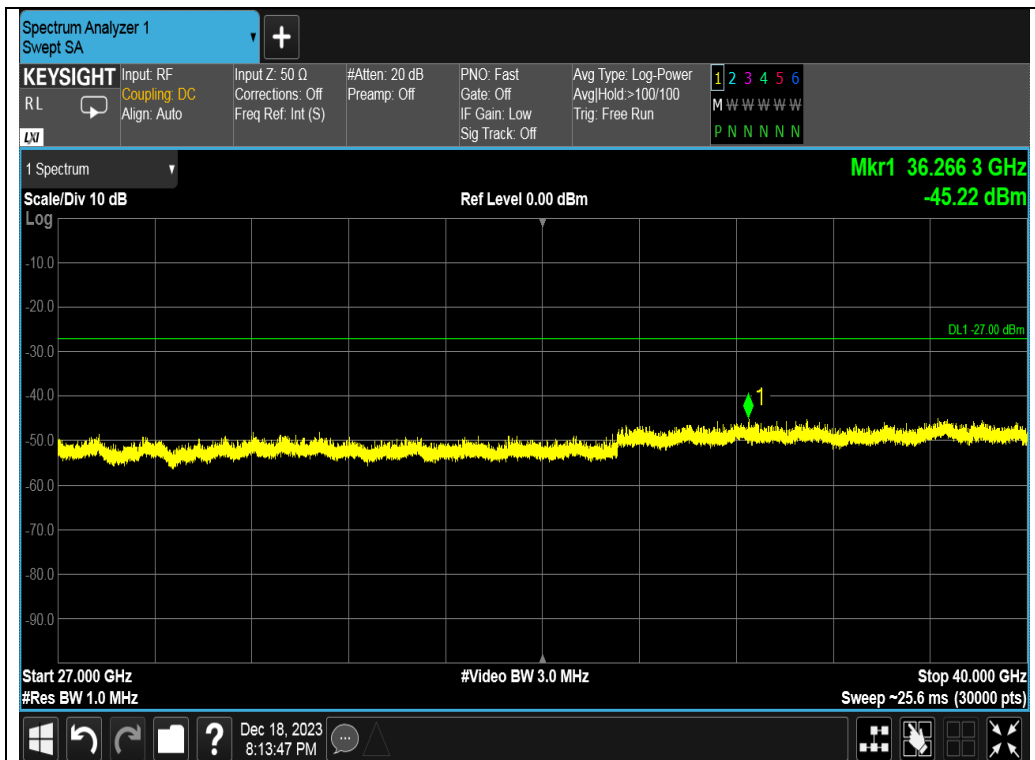 Spectrum Analyzer 1
Swept SA
KEYSIGHT
RL
LXI
Input: RF
Coupling: DC
Align: Auto
Input Z: 50 Ω
Corrections: Off
Freq Ref: Int (S)
#Atten: 20 dB
Preamp: Off
PNO: Fast
Gate: Off
IF Gain: Low
Sig Track: Off
Avg Type: Log-Power
Avg|Hold:>100/100
Trig: Free Run
1 2 3 4 5 6
M W W W W W
P N N N N N
1 Spectrum
Mkr1 36.266 3 GHz
-45.22 dBm
Scale/Div 10 dB
Ref Level 0.00 dBm
Log
-10.0
-20.0
DL1 -27.00 dBm
-30.0
-40.0
1
-50.0
-60.0
-70.0
-80.0
-90.0
Start 27.000 GHz
#Video BW 3.0 MHz
Stop 40.000 GHz
#Res BW 1.0 MHz
Sweep ~25.6 ms (30000 pts)
?
Dec 18, 2023
8:13:47 PM